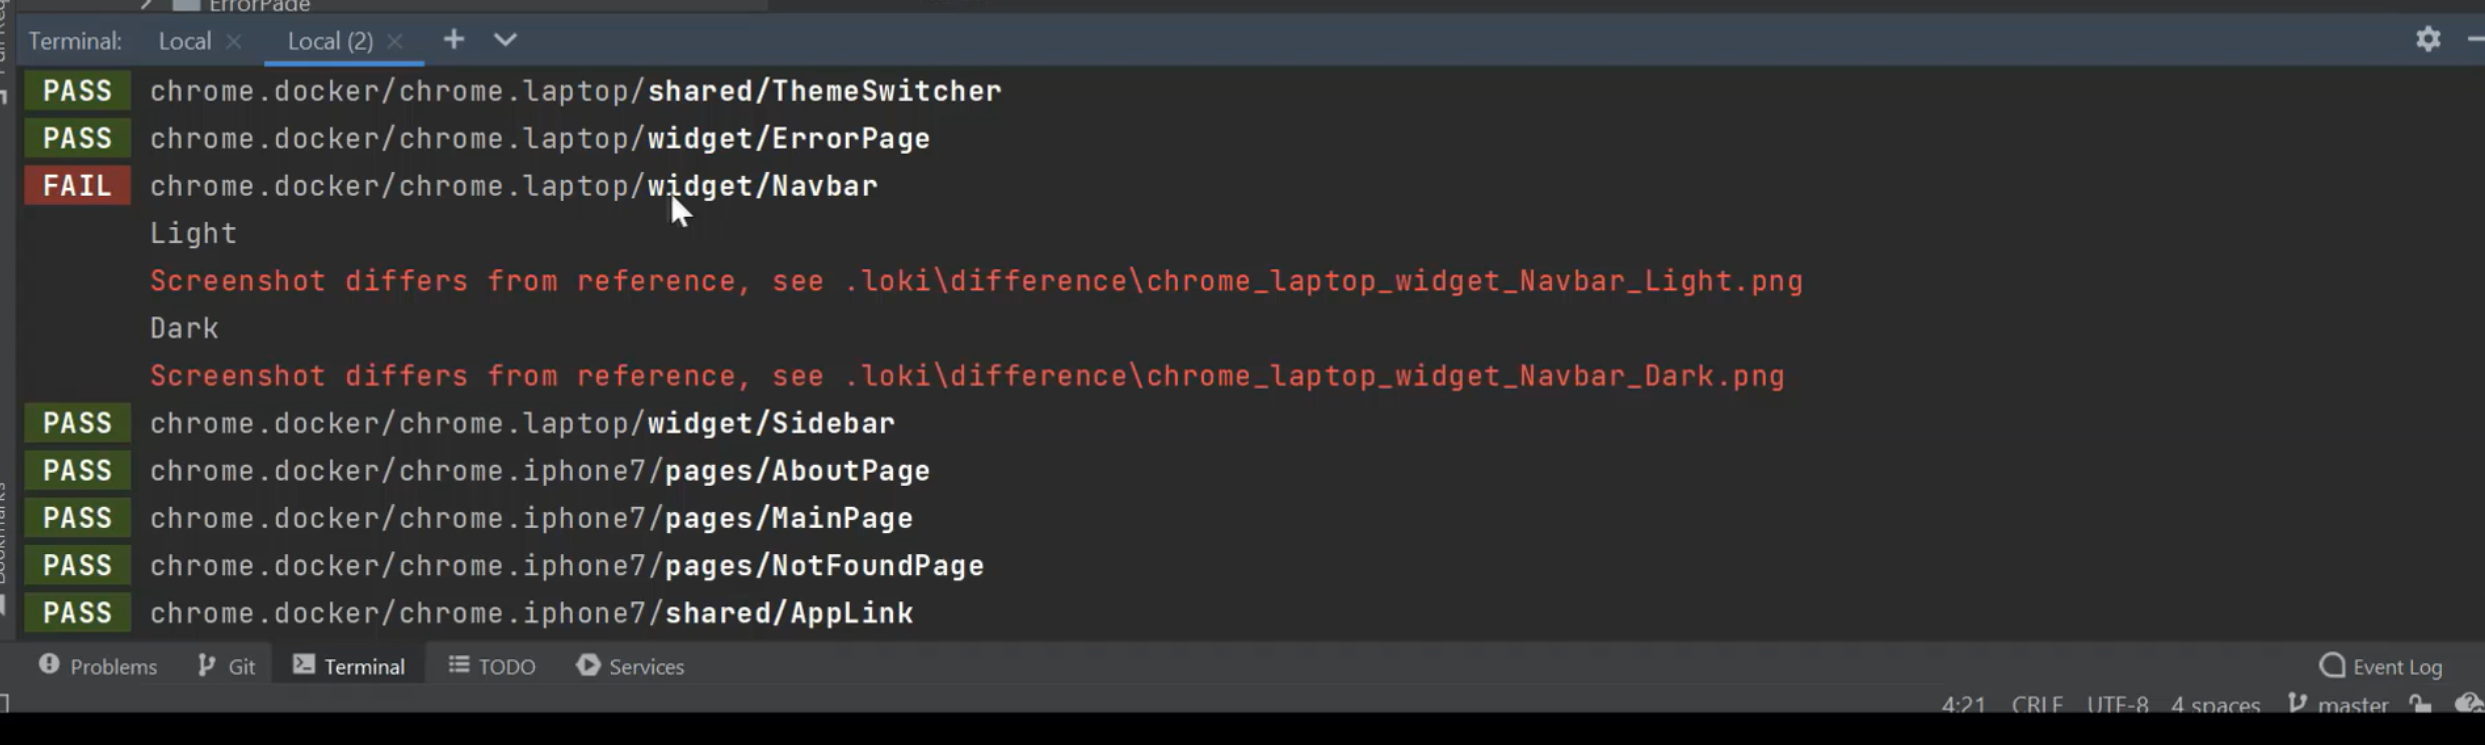 ErrorPage
Terminal: Local Local (2)
PASS chrome.docker/chrome.laptop/shared/ThemeSwitcher
PASS chrome.docker/chrome.laptop/widget/ErrorPage
FAIL chrome.docker/chrome.laptop/widget/Navbar
Light
Screenshot differs from reference, see .loki\difference\chrome_laptop_widget_Navbar_Light.png
Dark
Screenshot differs from reference, see .loki\difference\chrome_laptop_widget_Navbar_Dark.png
PASS chrome.docker/chrome.laptop/widget/Sidebar
PASS chrome.docker/chrome.iphone7/pages/AboutPage
PASS chrome.docker/chrome.iphone7/pages/MainPage
PASS chrome.docker/chrome.iphone7/pages/NotFoundPage
PASS chrome.docker/chrome.iphone7/shared/AppLink
Problems Git Terminal TODO Services Event Log
4:21 CRLF UTF-8 4 spaces master